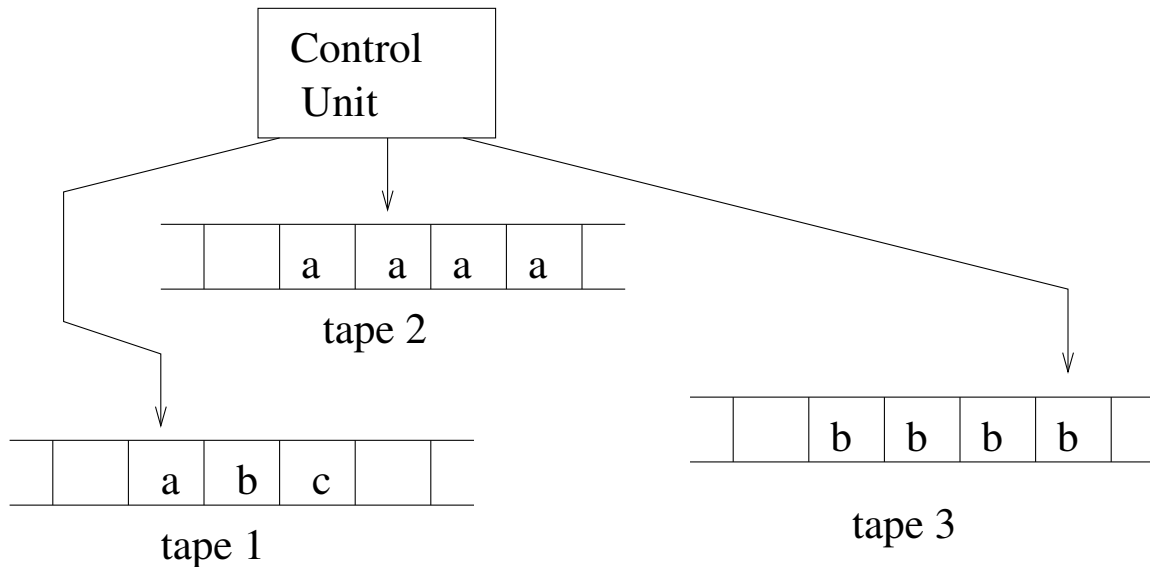 Control
Unit
a a a a
tape 2
b b b b
a b c
tape 3
tape 1